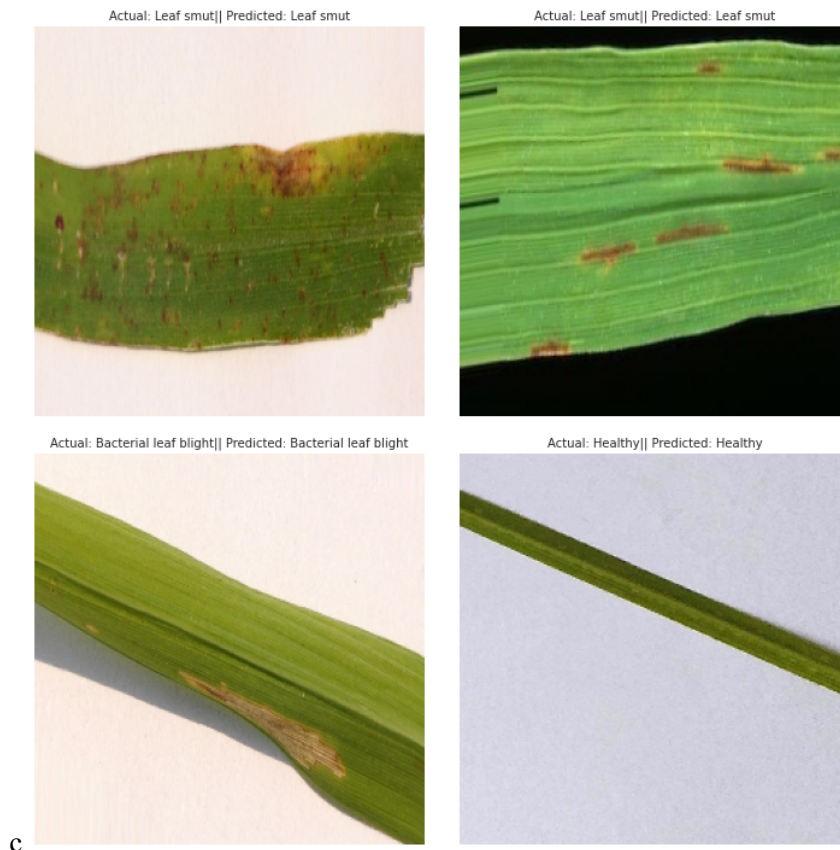 Actual: Leaf smut|| Predicted: Leaf smut
Actual: Leaf smut|| Predicted: Leaf smut
Actual: Bacterial leaf blight|| Predicted: Bacterial leaf blight
Actual: Healthy|| Predicted: Healthy
c